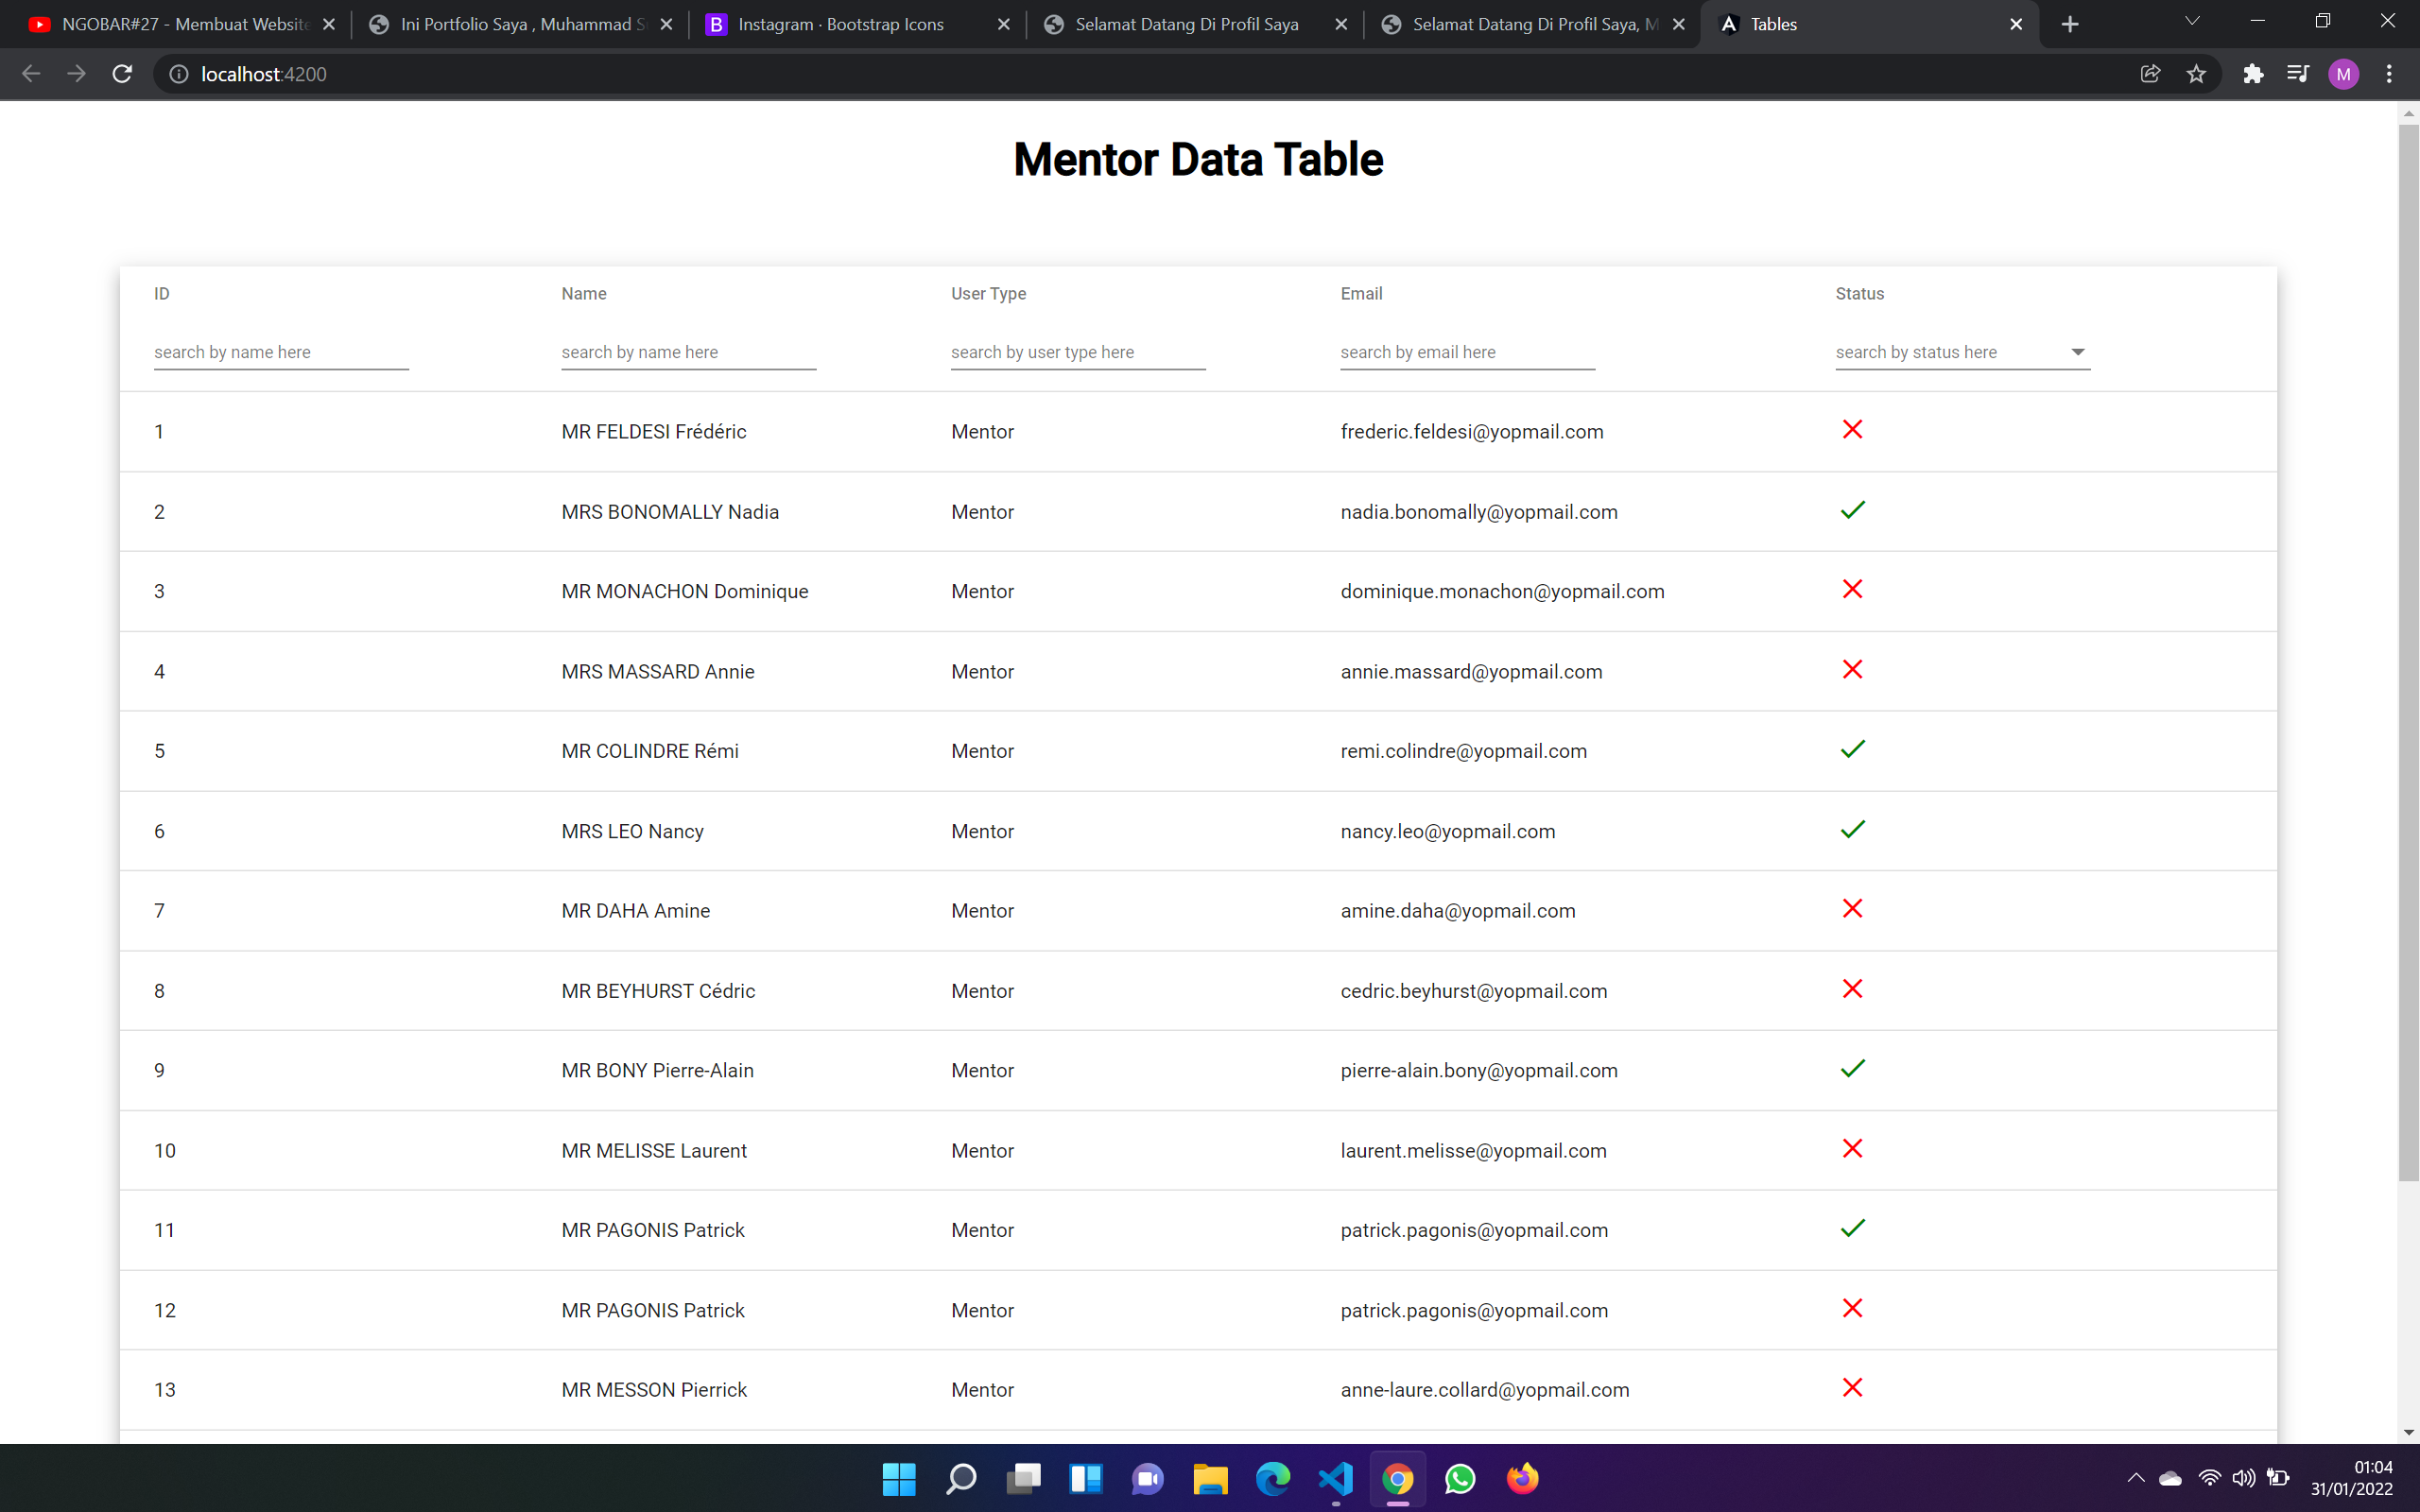 NGOBAR#27 - Membuat Website
Ini Portfolio Saya , Muhammad S
Instagram · Bootstrap Icons
Selamat Datang Di Profil Saya
Selamat Datang Di Profil Saya, M
Tables
localhost:4200
M
Mentor Data Table
ID Name User Type Email Status
search by name here search by name here search by user type here search by email here search by status here
1 MR FELDESI Frédéric Mentor frederic.feldesi@yopmail.com
2 MRS BONOMALLY Nadia Mentor nadia.bonomally@yopmail.com
3 MR MONACHON Dominique Mentor dominique.monachon@yopmail.com
4 MRS MASSARD Annie Mentor annie.massard@yopmail.com
5 MR COLINDRE Rémi Mentor remi.colindre@yopmail.com
6 MRS LEO Nancy Mentor nancy.leo@yopmail.com
7 MR DAHA Amine Mentor amine.daha@yopmail.com
8 MR BEYHURST Cédric Mentor cedric.beyhurst@yopmail.com
9 MR BONY Pierre-Alain Mentor pierre-alain.bony@yopmail.com
10 MR MELISSE Laurent Mentor laurent.melisse@yopmail.com
11 MR PAGONIS Patrick Mentor patrick.pagonis@yopmail.com
12 MR PAGONIS Patrick Mentor patrick.pagonis@yopmail.com
13 MR MESSON Pierrick Mentor anne-laure.collard@yopmail.com
01:04
31/01/2022